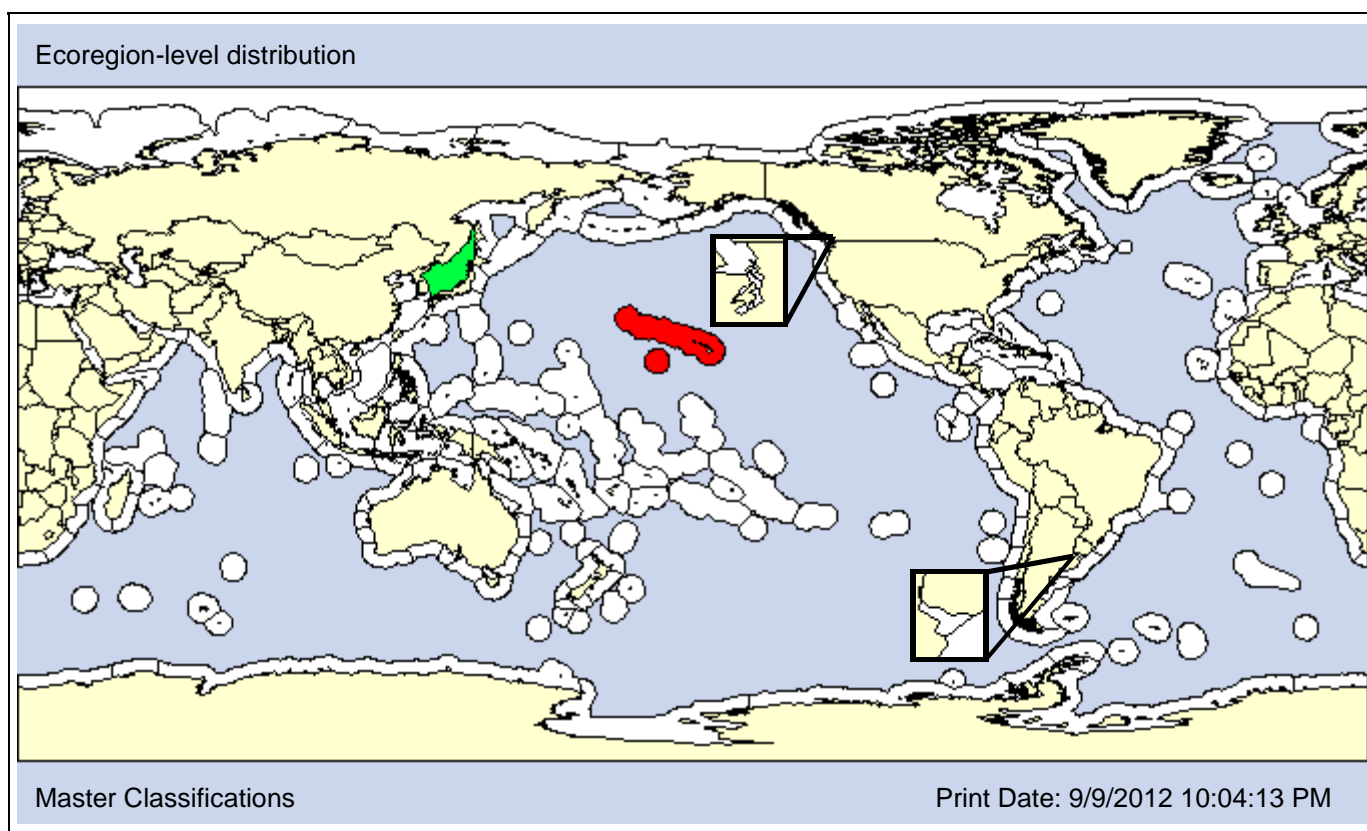 Ecoregion-level distribution
Master Classifications
Print Date: 9/9/2012 10:04:13 PM